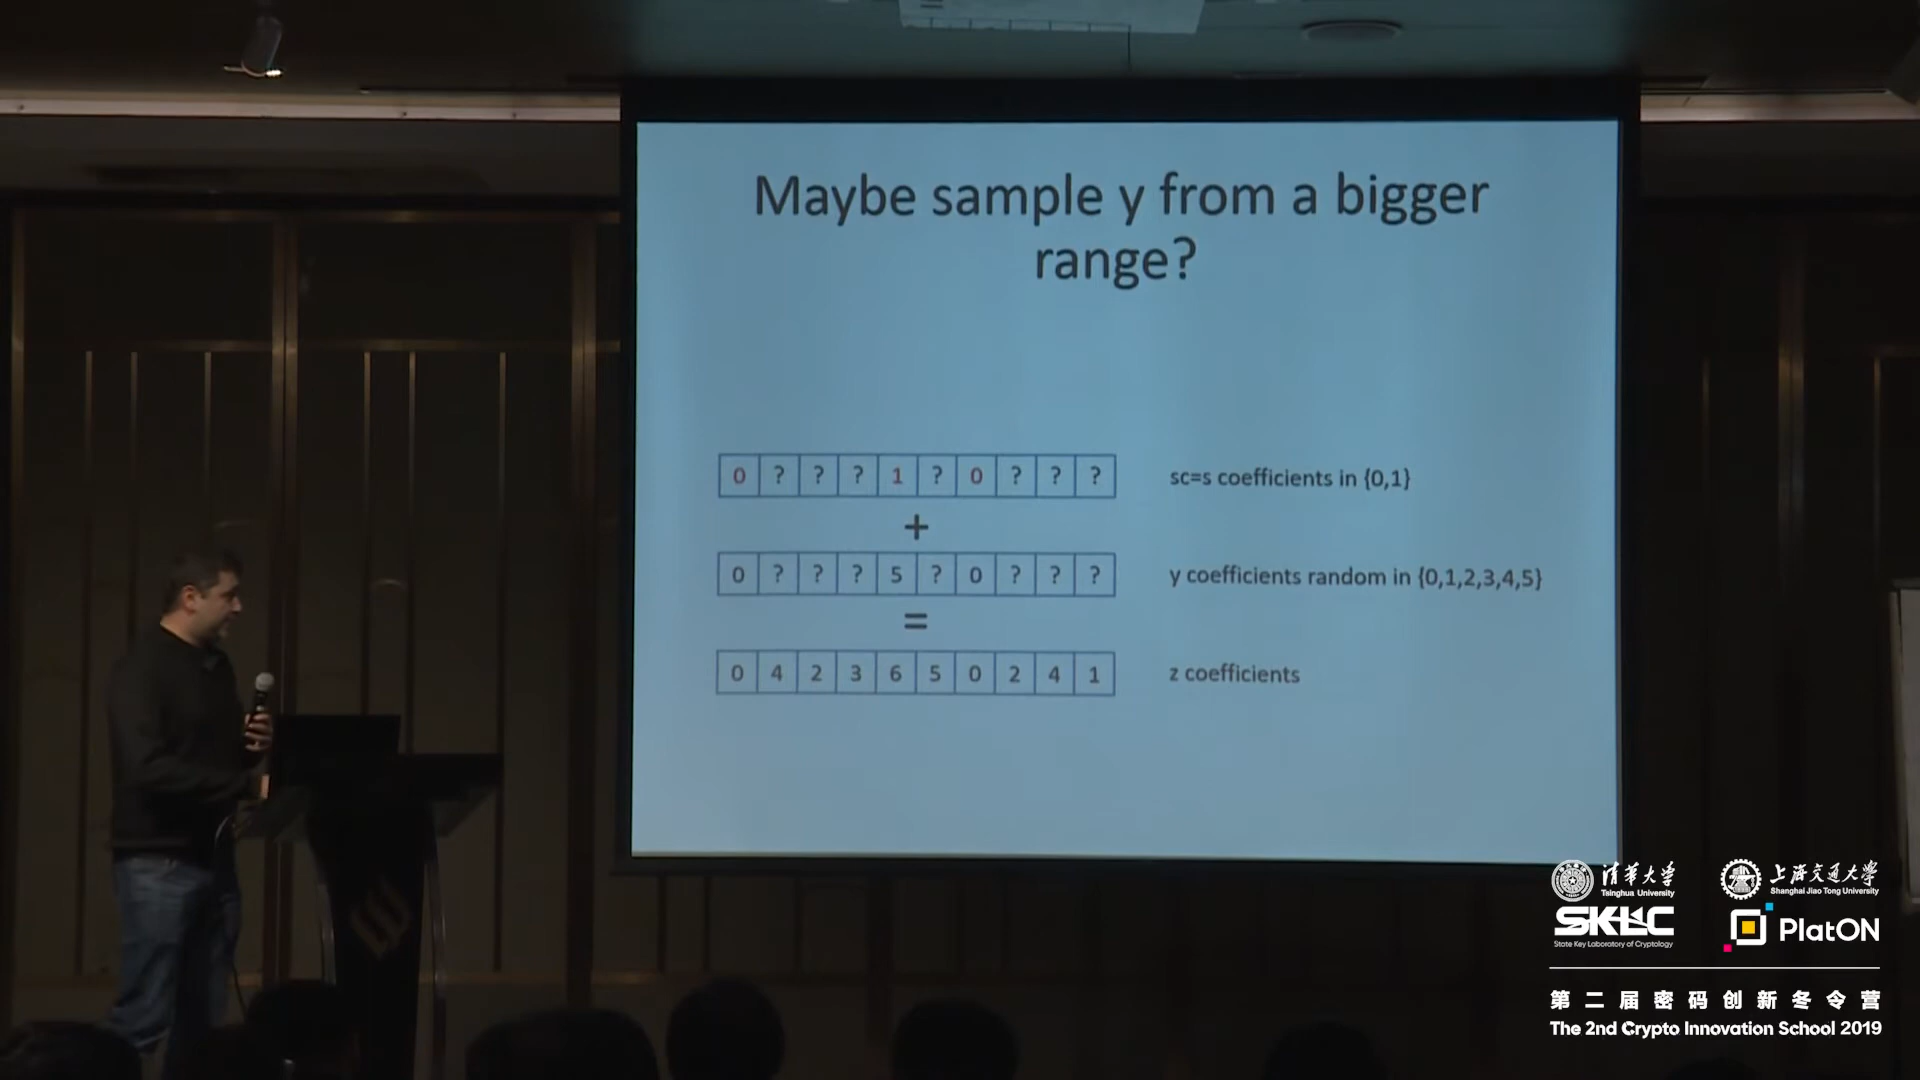 Maybe sample y from a bigger
range?
0 ? ? ? 1 ? 0 ? ? ?
sc=s coefficients in {0,1}
+
0 ? ? ? 5 ? 0 ? ? ?
y coefficients random in {0,1,2,3,4,5}
=
0 4 2 3 6 5 0 2 4 1
z coefficients
清华大学
Tsinghua University
上海交通大学
Shanghai Jiao Tong University
SKLC
State Key Laboratory of Cryptology
PlatON
第二届密码创新冬令营
The 2nd Crypto Innovation School 2019